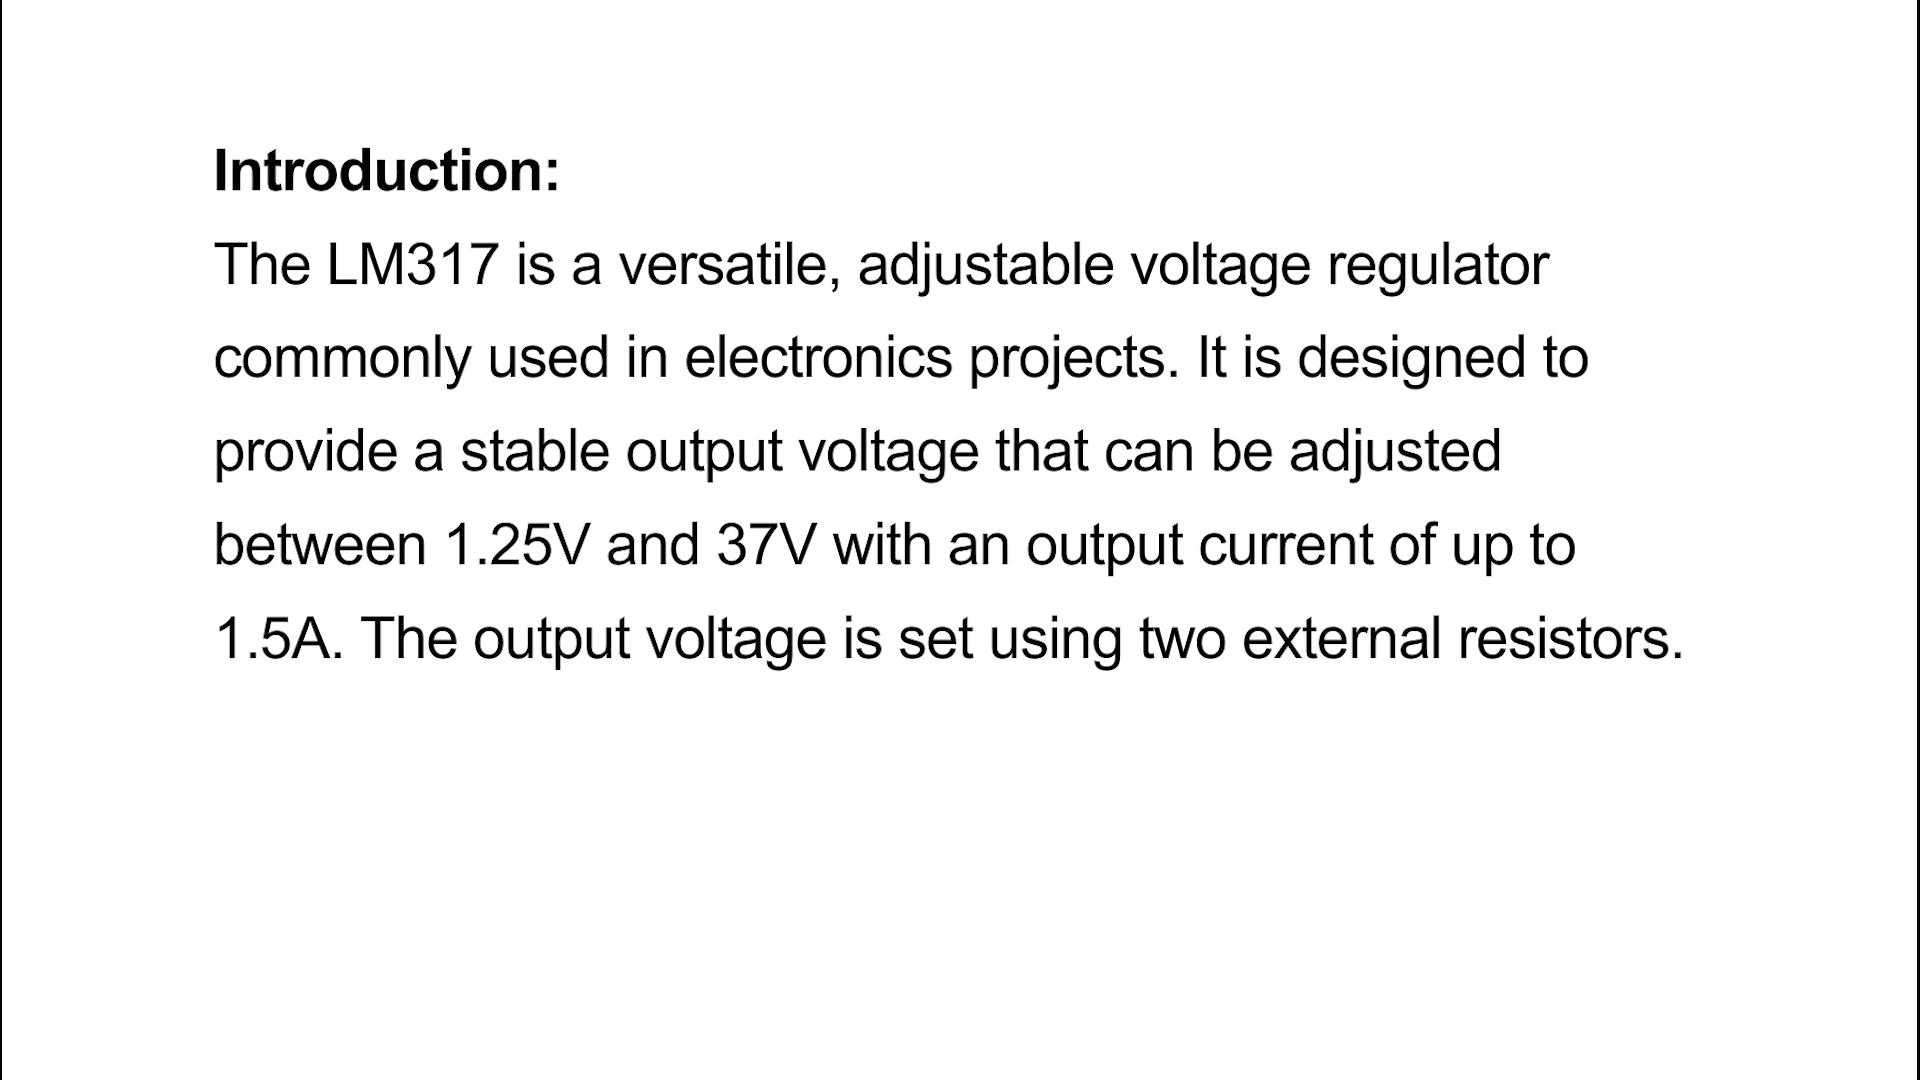 Introduction:
The LM317 is a versatile, adjustable voltage regulator
commonly used in electronics projects. It is designed to
provide a stable output voltage that can be adjusted
between 1.25V and 37V with an output current of up to
1.5A. The output voltage is set using two external resistors.